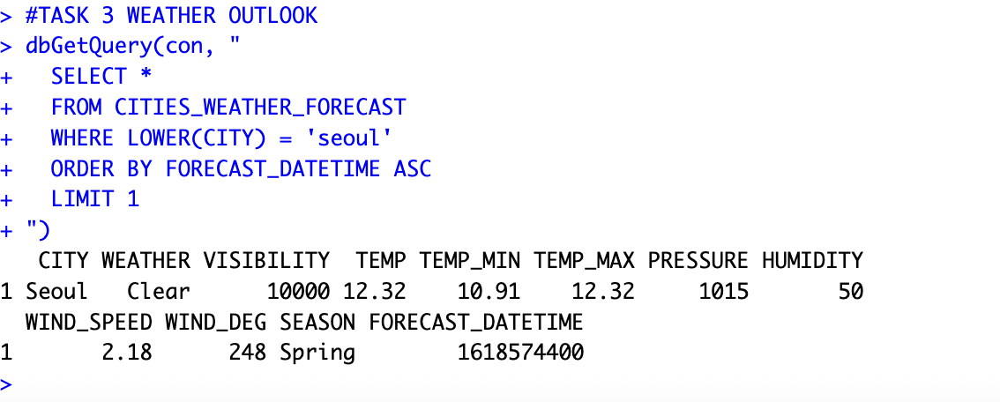 > #TASK 3 WEATHER OUTLOOK
> dbGetQuery(con, "
+   SELECT *
+   FROM CITIES_WEATHER_FORECAST
+   WHERE LOWER(CITY) = 'seoul'
+   ORDER BY FORECAST_DATETIME ASC
+   LIMIT 1
+ ")
   CITY WEATHER VISIBILITY  TEMP TEMP_MIN TEMP_MAX PRESSURE HUMIDITY
1 Seoul   Clear      10000 12.32    10.91    12.32     1015       50
  WIND_SPEED WIND_DEG SEASON FORECAST_DATETIME
1       2.18      248 Spring        1618574400
>